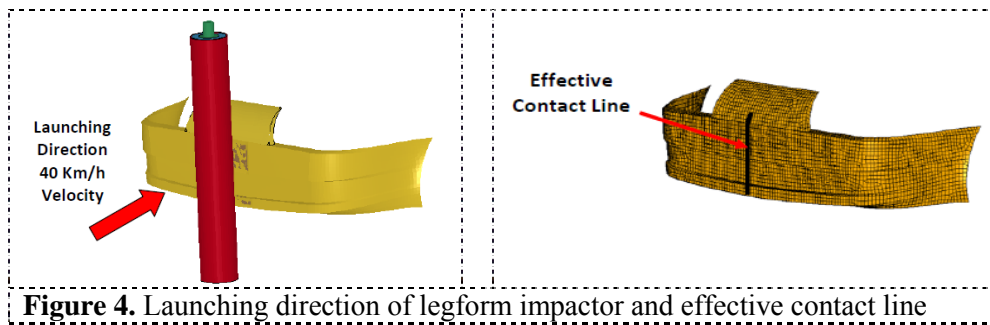 Launching
Direction
40 Km/h
Velocity
Effective
Contact Line
Figure 4. Launching direction of legform impactor and effective contact line